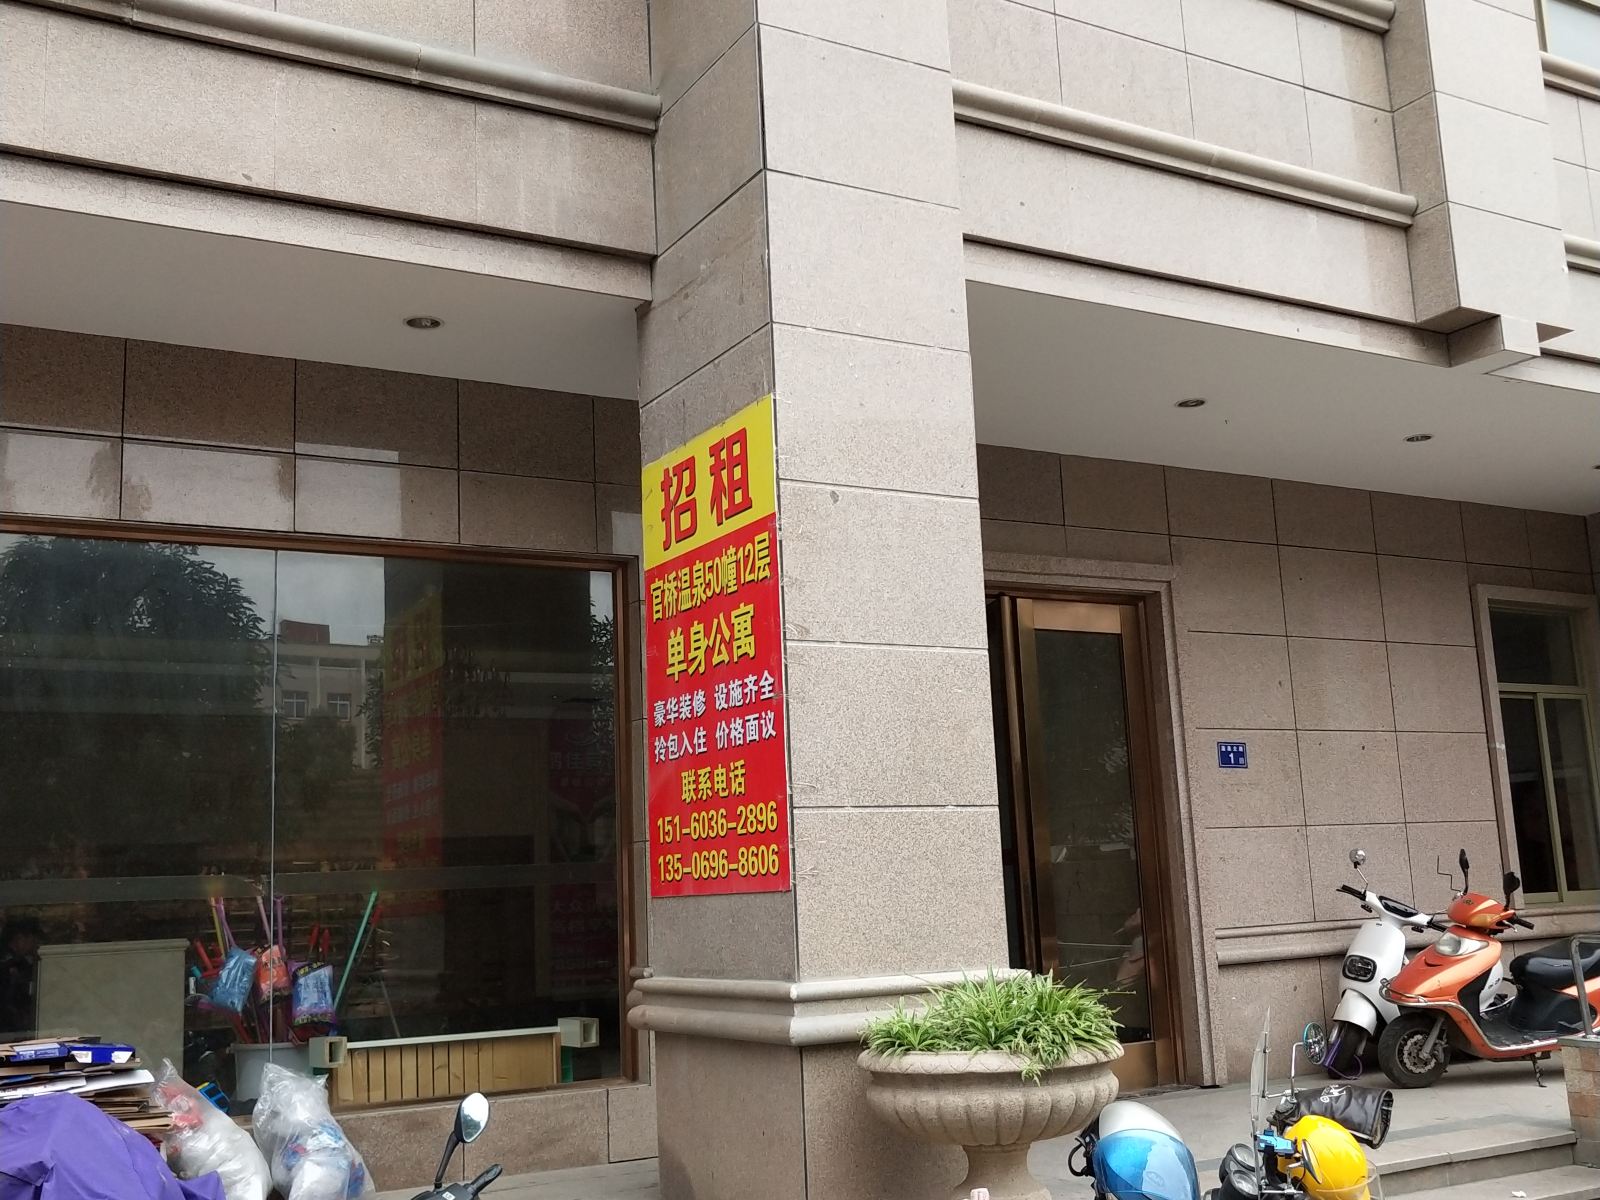 招租
官桥温泉50幢12层
单身公寓
豪华装修 设施齐全
拎包入住 价格面议
联系电话
151-6036-2896
135-0696-8606
1